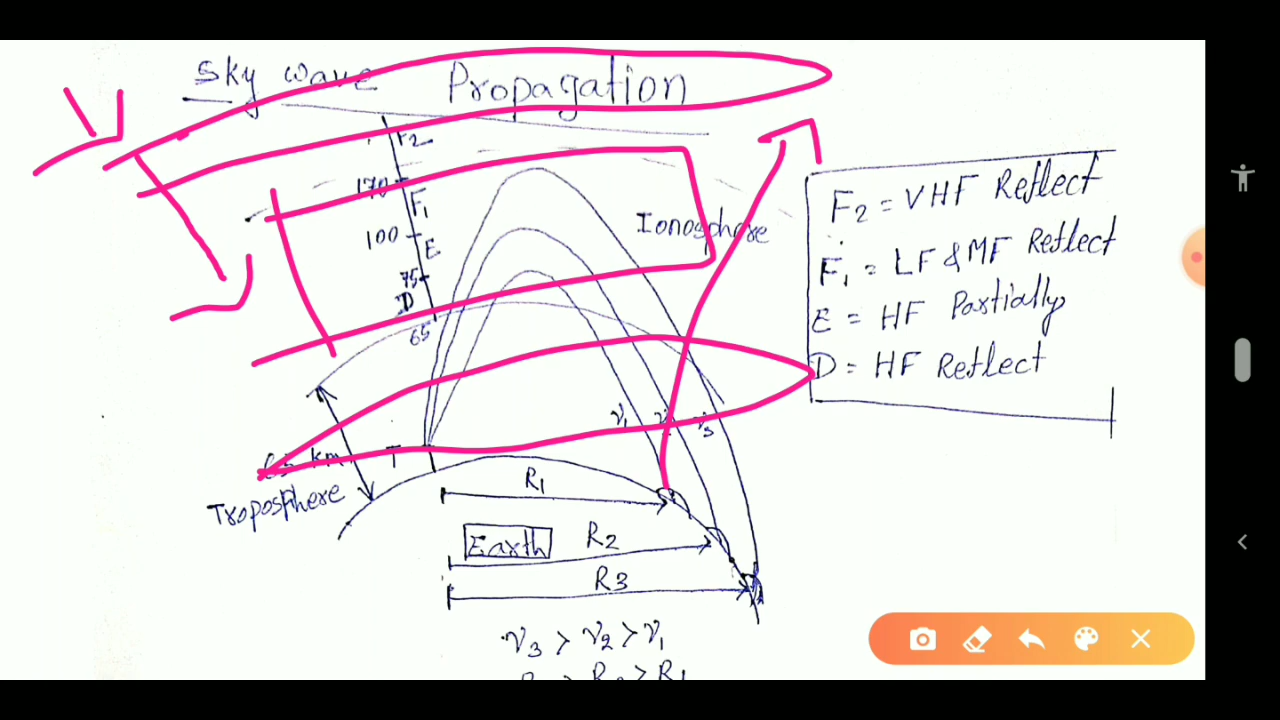 Sky wave Propagation
F2
170
F1
100
E
75
D
65
Ionosphere
F2 = VHF Reflect
F1 = LF & MF Reflect
E = HF Partially
D = HF Reflect
ν1 ν3
65 km T
Troposphere
R1
Earth R2
R3
ν3 > ν2 > ν1